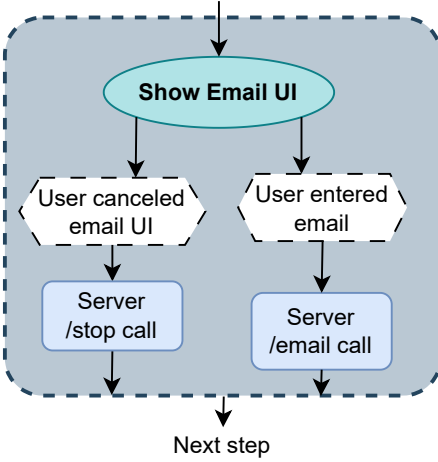 Show Email UI
User canceled
email UI
User entered
email
Server
/stop call
Server
/email call
Next step